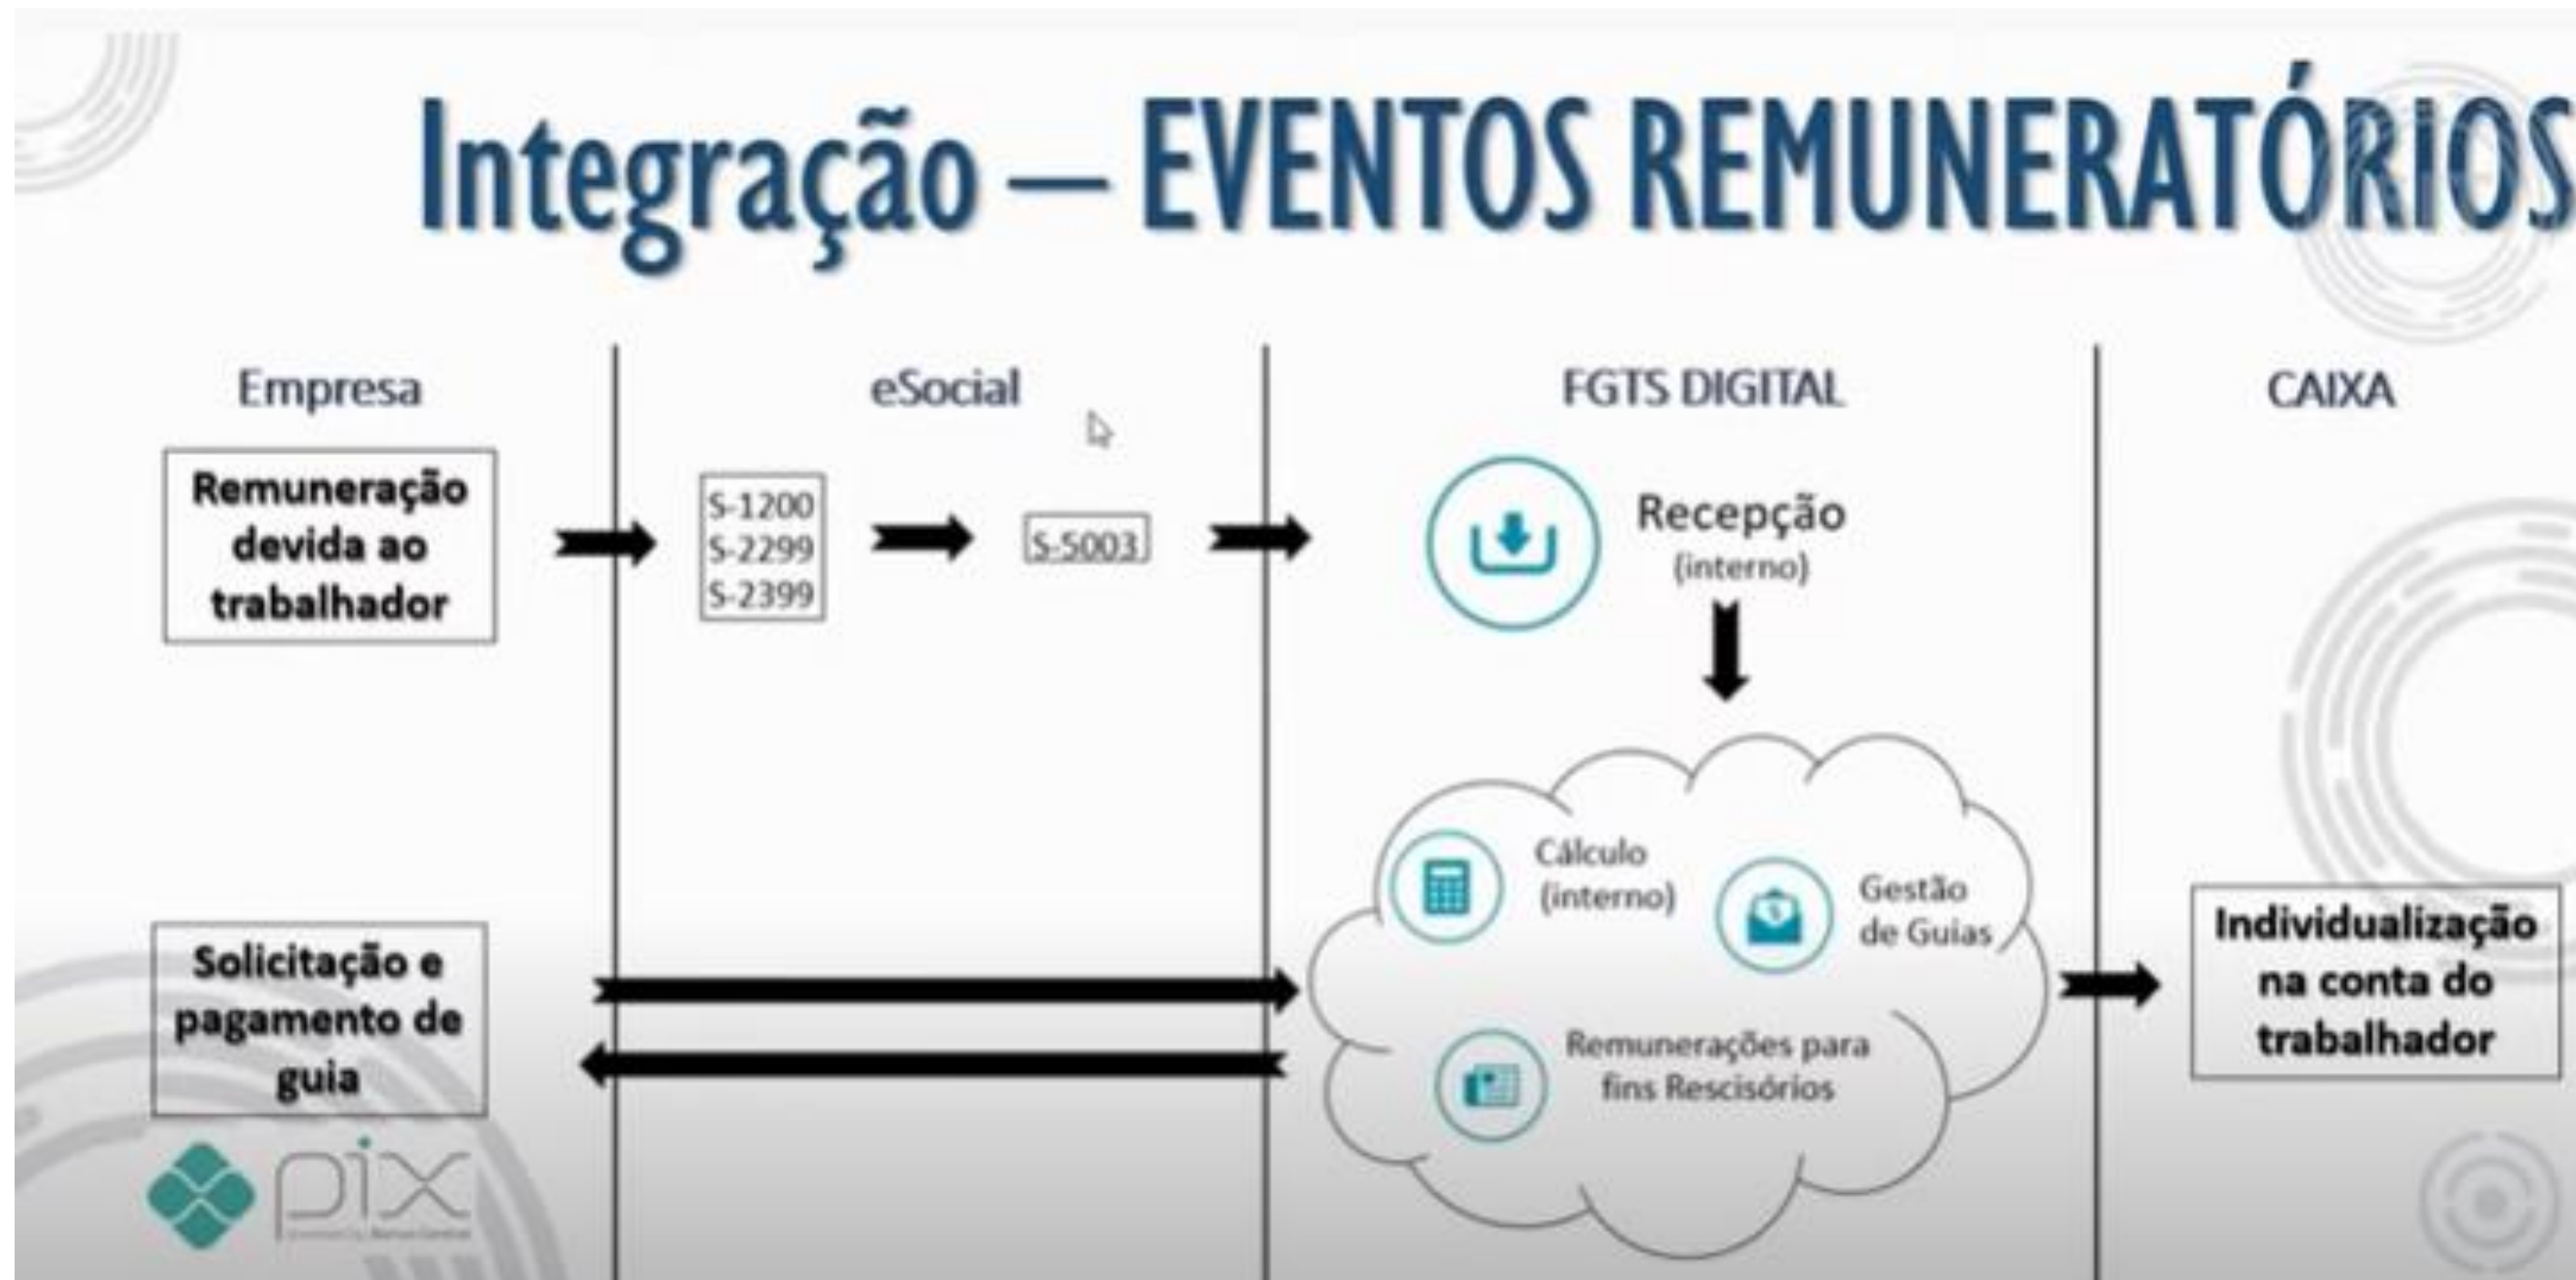 Integração — EVENTOS REMUNERATÓRIOS
Empresa
eSocial
FGTS DIGITAL
CAIXA
Remuneração
devida ao
trabalhador
S-1200
S-2299
S-2399
S-5003
Recepção
(interno)
Cálculo
(interno)
Gestão
de Guias
Remunerações para
fins Rescisórios
Solicitação e
pagamento de
guia
pix
Individualização
na conta do
trabalhador